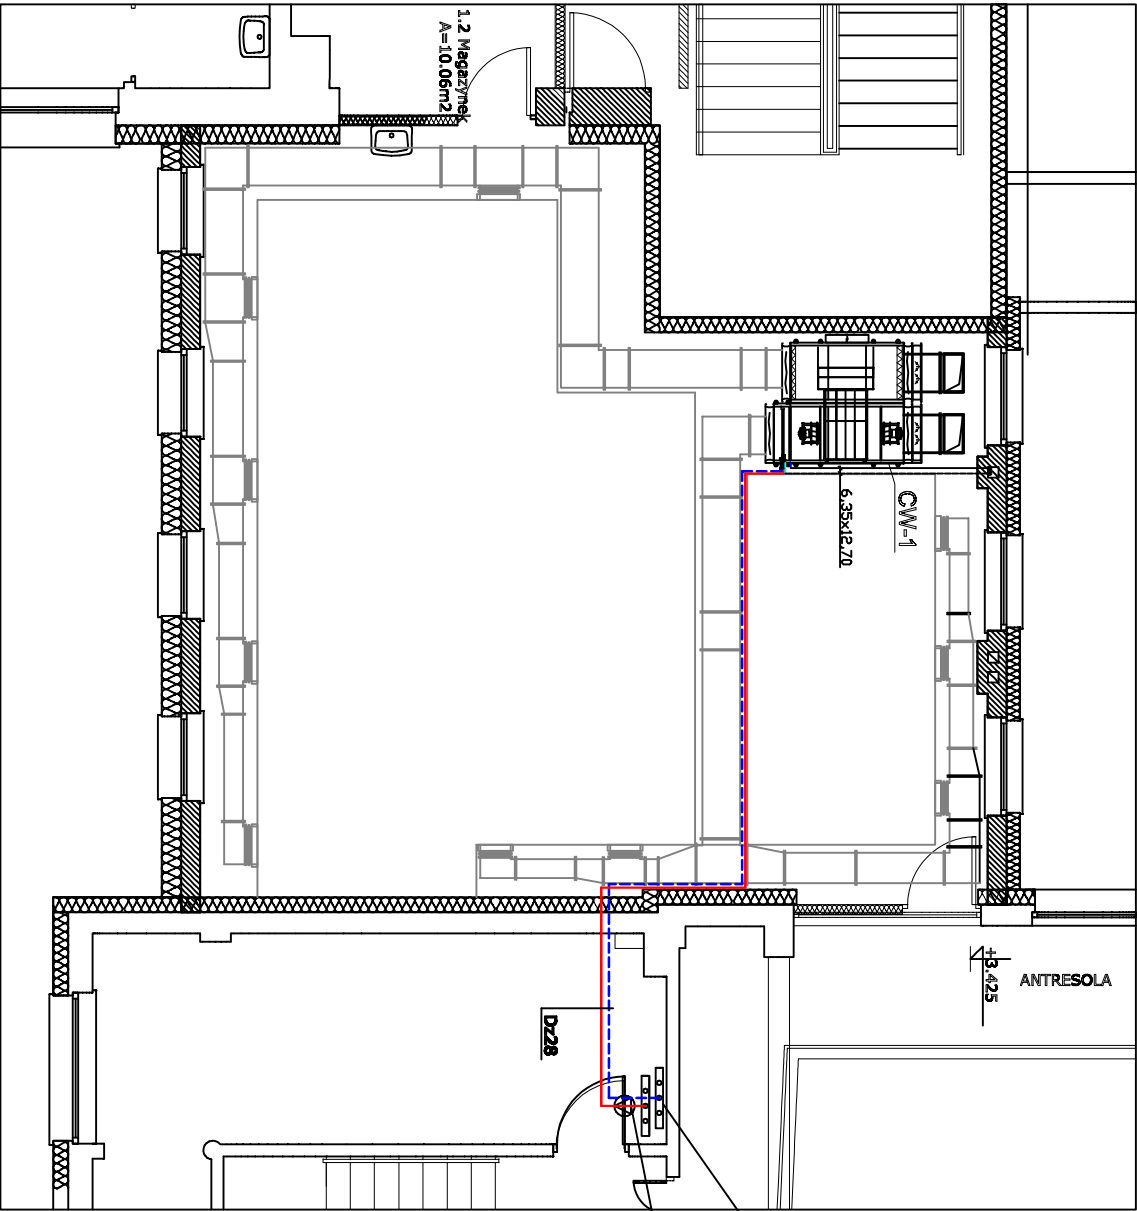 1.2 Magazynek
A=10.06m2
CW-1
6,35x12,70
+3,425
ANTRESOLA
Dz28